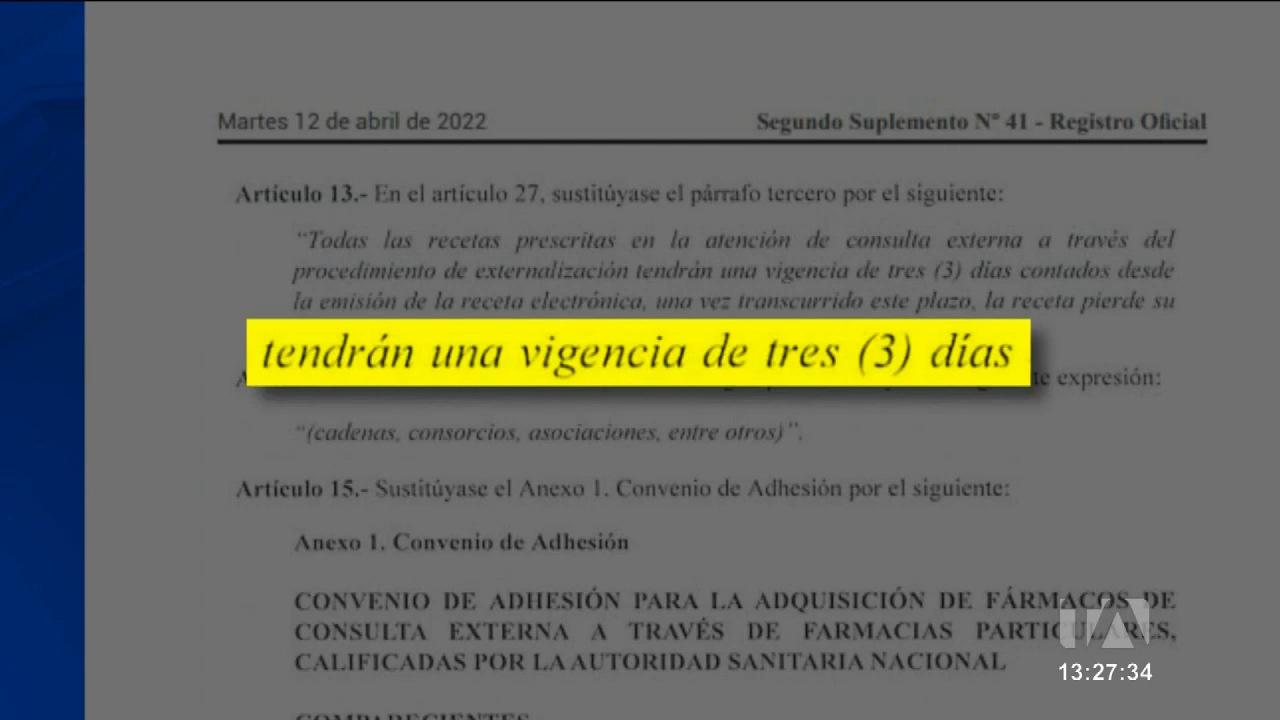 Martes 12 de abril de 2022 Segundo Suplemento Nº 41 - Registro Oficial
Artículo 13.- En el artículo 27, sustitúyase el párrafo tercero por el siguiente:
“Todas las recetas prescritas en la atención de consulta externa a través del
procedimiento de externalización tendrán una vigencia de tres (3) días contados desde
la emisión de la receta electrónica, una vez transcurrido este plazo, la receta pierde su
tendrán una vigencia de tres (3) días
expresión:
“(cadenas, consorcios, asociaciones, entre otros)”.
Artículo 15.- Sustitúyase el Anexo 1. Convenio de Adhesión por el siguiente:
Anexo 1. Convenio de Adhesión
CONVENIO DE ADHESIÓN PARA LA ADQUISICIÓN DE FÁRMACOS DE
CONSULTA EXTERNA A TRAVÉS DE FARMACIAS PARTICULARES,
CALIFICADAS POR LA AUTORIDAD SANITARIA NACIONAL
13:27:34
COMPARECIENTES